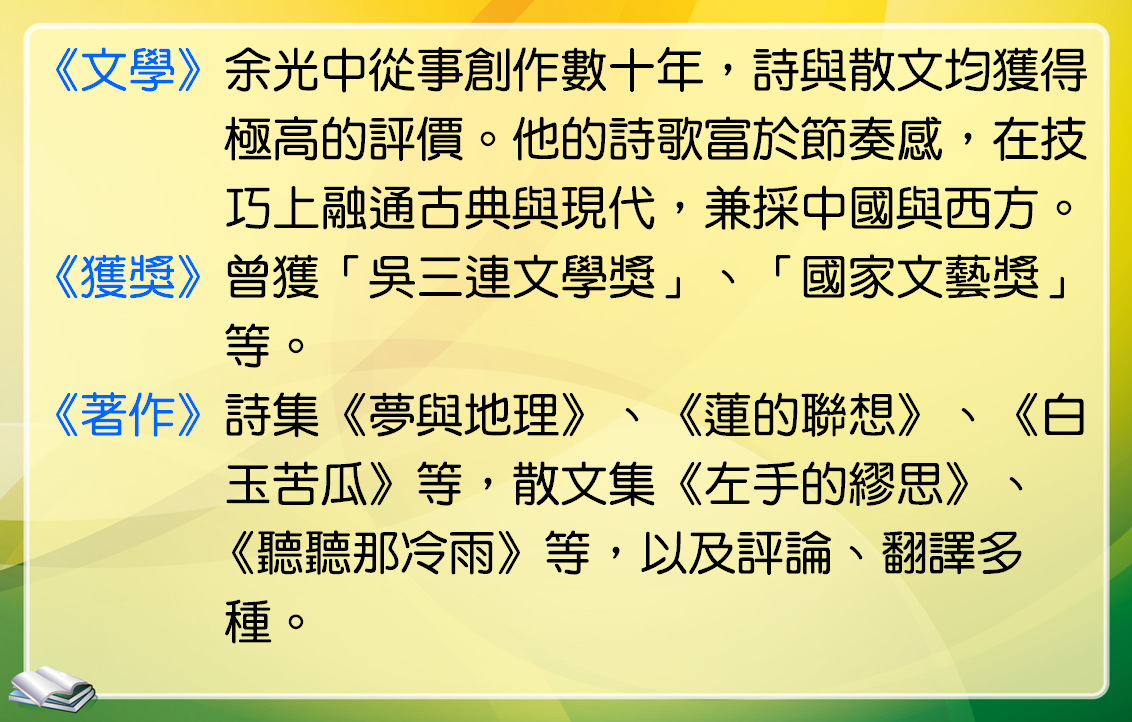 《文學》余光中從事創作數十年，詩與散文均獲得
極高的評價。他的詩歌富於節奏感，在技
巧上融通古典與現代，兼採中國與西方。
《獲獎》曾獲「吳三連文學獎」、「國家文藝獎」
等。
《著作》詩集《夢與地理》、《蓮的聯想》、《白
玉苦瓜》等，散文集《左手的繆思》、
《聽聽那冷雨》等，以及評論、翻譯多
種。